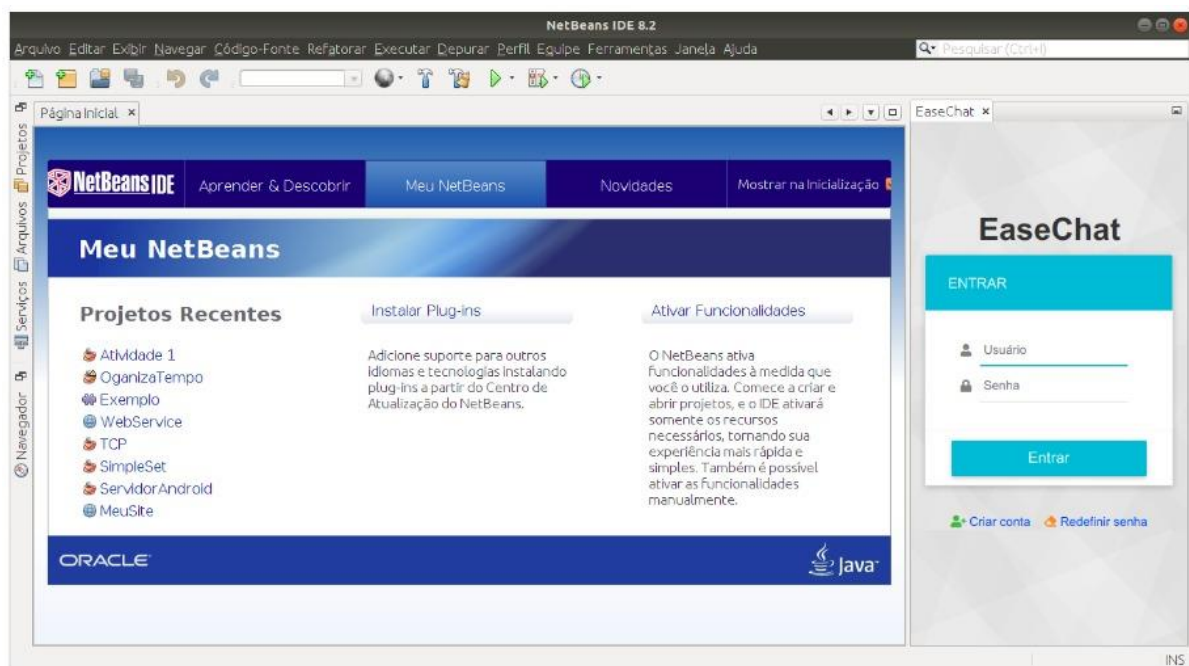 NetBeans IDE 8.2
Arquivo Editar Exibir Navegar Código-Fonte Refatorar Executar Depurar Perfil Equipe Ferramentas Janela Ajuda
Pesquisar (Ctrl+I)
Página Inicial
EaseChat
Projetos
Arquivos
Serviços
Navegador
NetBeans IDE
Aprender & Descobrir
Meu NetBeans
Novidades
Mostrar na Inicialização
Meu NetBeans
Projetos Recentes
Atividade 1
OganizaTempo
Exemplo
WebService
TCP
SimpleSet
ServidorAndroid
MeuSite
Instalar Plug-ins
Adicione suporte para outros
idiomas e tecnologias instalando
plug-ins a partir do Centro de
Atualização do NetBeans.
Ativar Funcionalidades
O NetBeans ativa
funcionalidades à medida que
você o utiliza. Comece a criar e
abrir projetos, e o IDE ativará
somente os recursos
necessários, tornando sua
experiência mais rápida e
simples. Também é possível
ativar as funcionalidades
manualmente.
ORACLE
Java
EaseChat
ENTRAR
Usuário
Senha
Entrar
Criar conta
Redefinir senha
INS